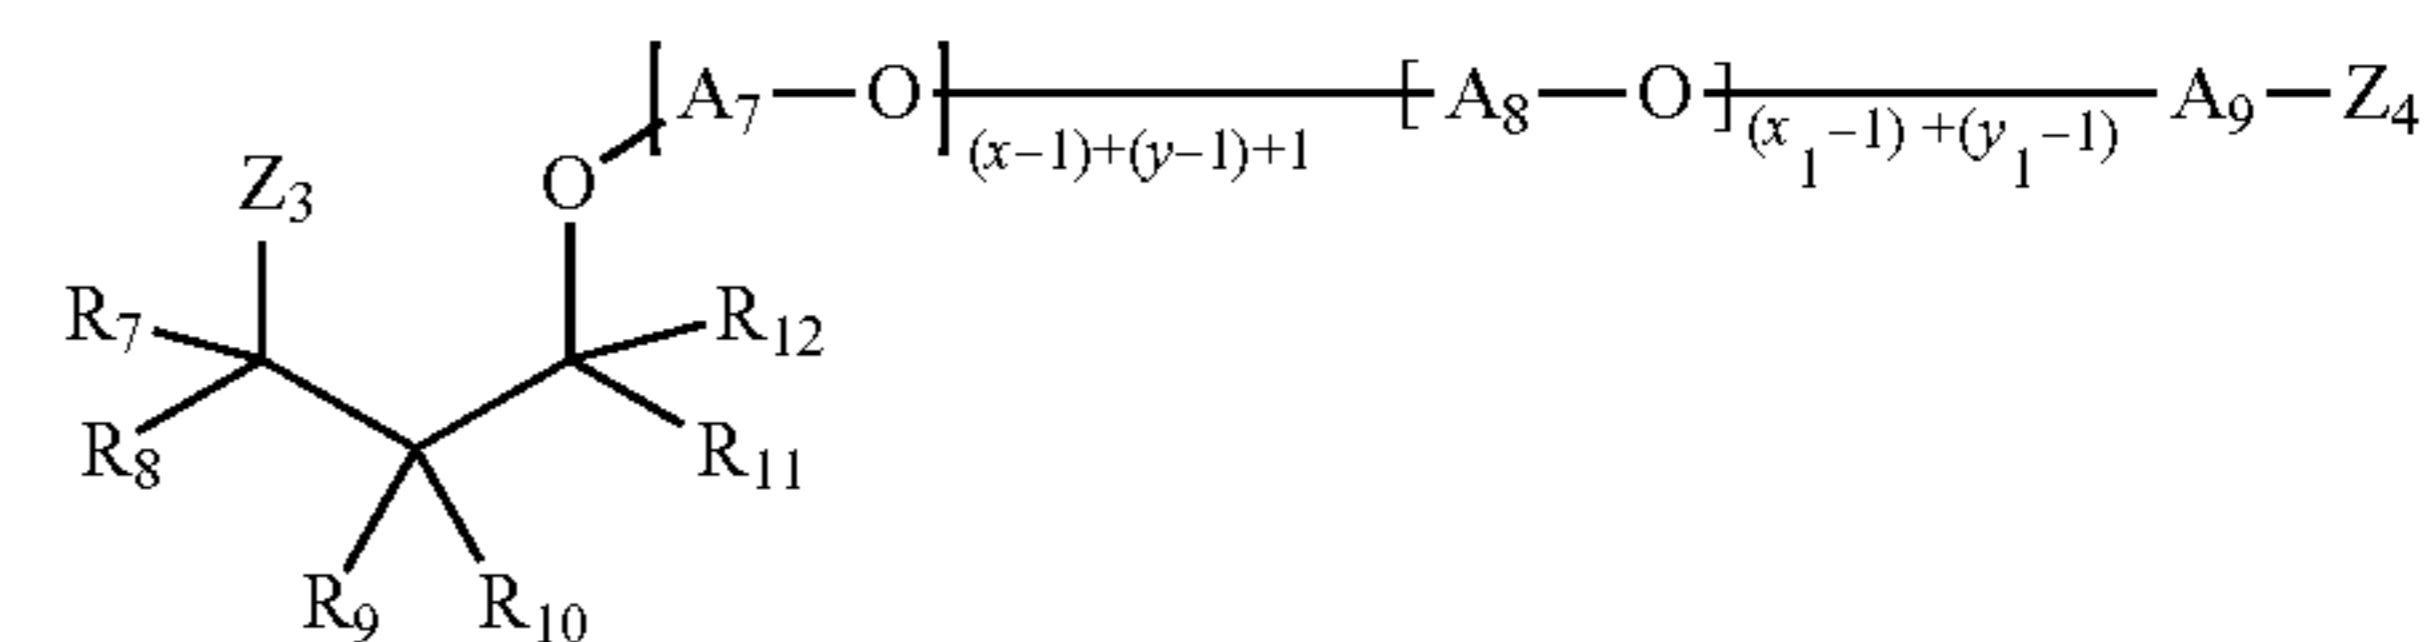 [A₇—O](x−1)+(y−1)+1[A₈—O](x₁−1)+(y₁−1)A₉—Z₄
Z₃ O
R₇ R₁₂
R₈ R₁₁
R₉ R₁₀